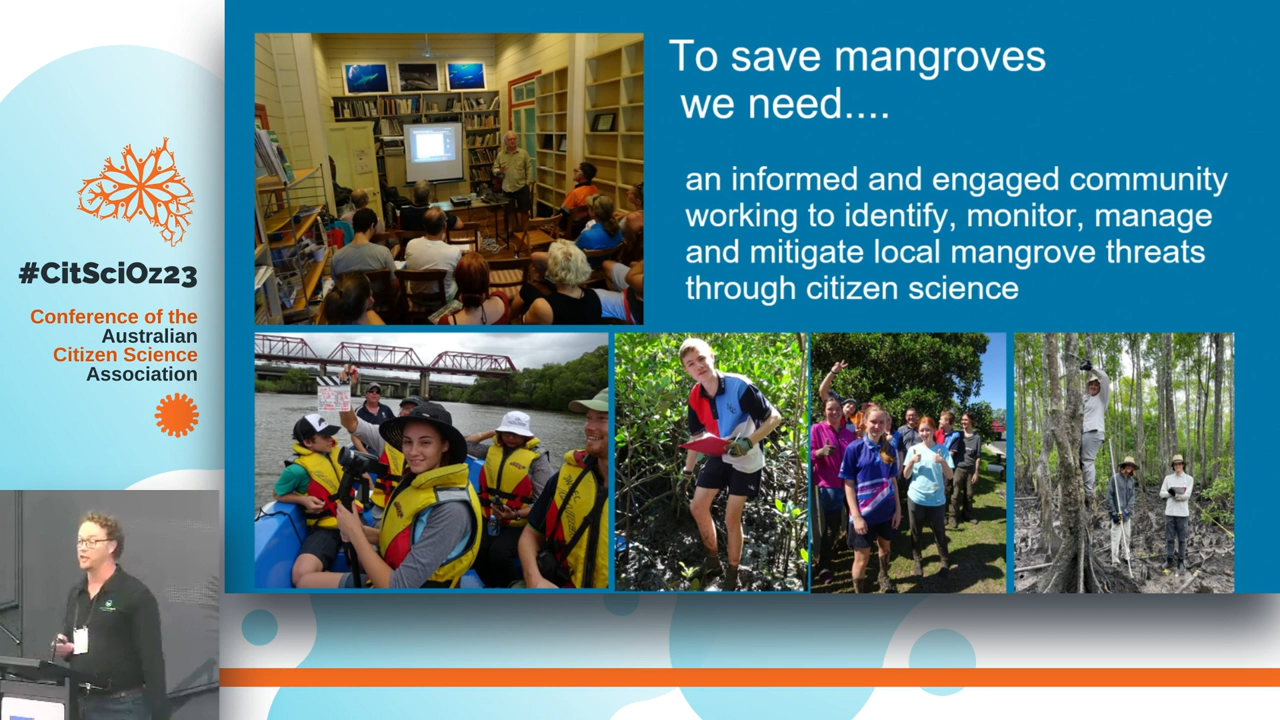 #CitSciOz23
Conference of the
Australian
Citizen Science
Association
To save mangroves
we need....
an informed and engaged community
working to identify, monitor, manage
and mitigate local mangrove threats
through citizen science